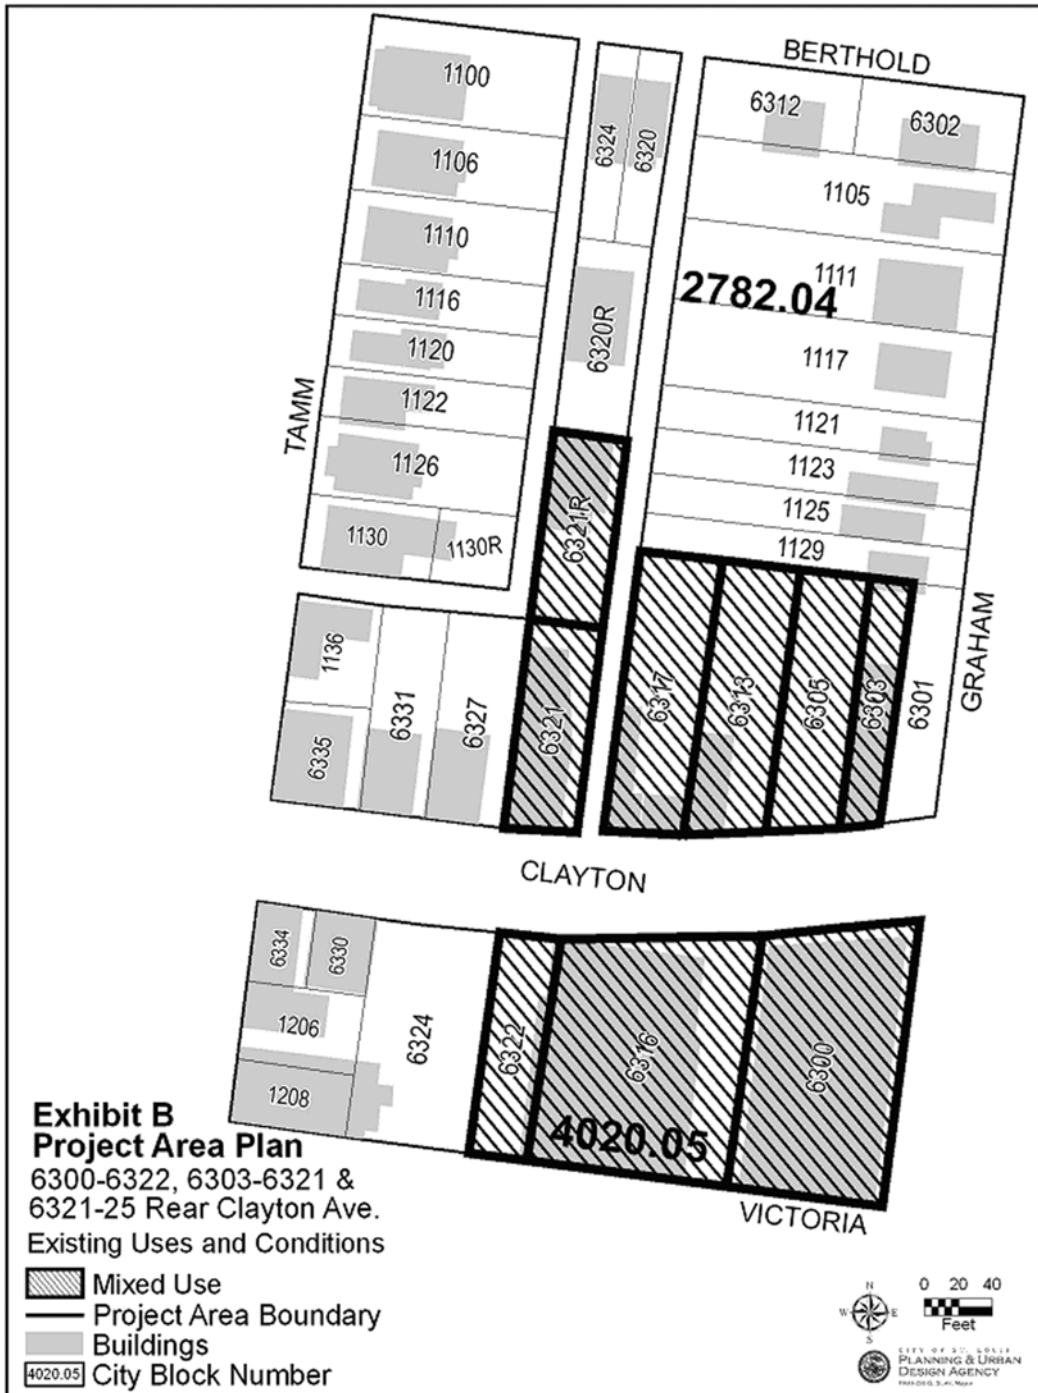 BERTHOLD
1100
6324
6320
6312
6302
1106
1105
1110
1111
2782.04
1116
6320R
1120
1117
TAMM
1122
1121
1126
1123
6321R
1125
1130
1130R
1129
GRAHAM
1136
6331
6327
6321
6317
6313
6305
6303
6301
6335
CLAYTON
6334
6330
1206
6324
6322
6316
6300
1208
4020.05
VICTORIA
Exhibit B
Project Area Plan
6300-6322, 6303-6321 &
6321-25 Rear Clayton Ave.
Existing Uses and Conditions
Mixed Use
Project Area Boundary
Buildings
4020.05 City Block Number
N
W E
S
0 20 40
Feet
CITY OF ST. LOUIS
PLANNING & URBAN
DESIGN AGENCY